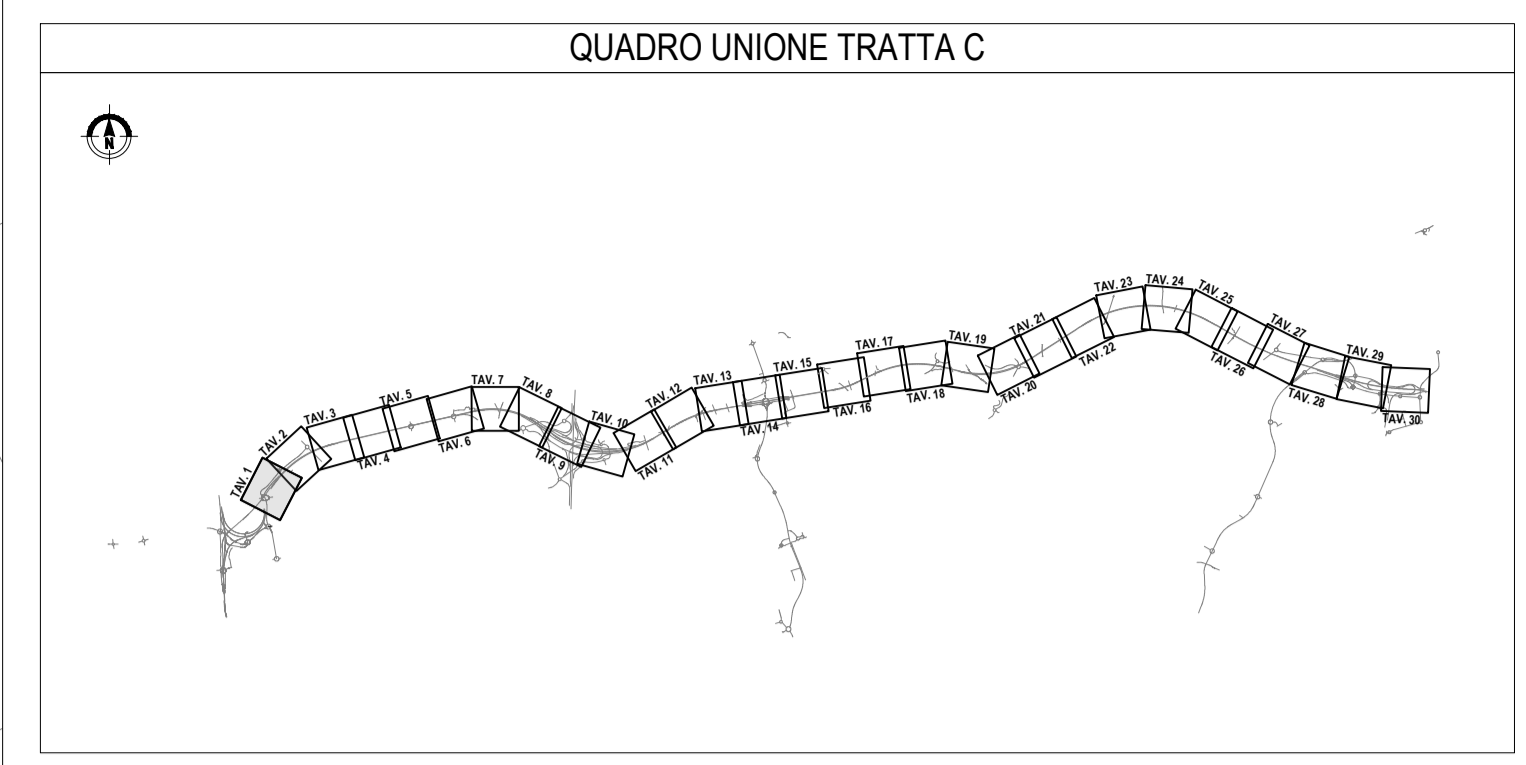 QUADRO UNIONE TRATTA C
N
TAV. 1
TAV. 2
TAV. 3
TAV. 4
TAV. 5
TAV. 6
TAV. 7
TAV. 8
TAV. 9
TAV. 10
TAV. 11
TAV. 12
TAV. 13
TAV. 14
TAV. 15
TAV. 16
TAV. 17
TAV. 18
TAV. 19
TAV. 20
TAV. 21
TAV. 22
TAV. 23
TAV. 24
TAV. 25
TAV. 26
TAV. 27
TAV. 28
TAV. 29
TAV. 30